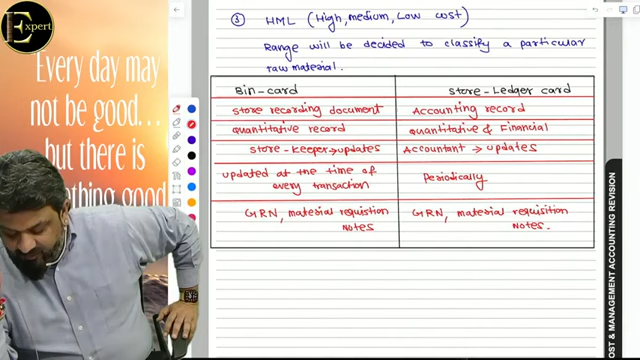 Expert
Every day may
not be good...
but there is
good
③ HML (High, medium, Low cost)
Range will be decided to classify a particular
raw material.
Bin-card
Store-Ledger card
store recording document
Accounting record
quantitative record
Quantitative & Financial
store-keeper→updates
Accountant → updates
updated at the time of
every transaction
Periodically
GRN, material requistion
Notes
GRN, material requisition
Notes.
OST & MANAGEMENT ACCOUNTING REVISION